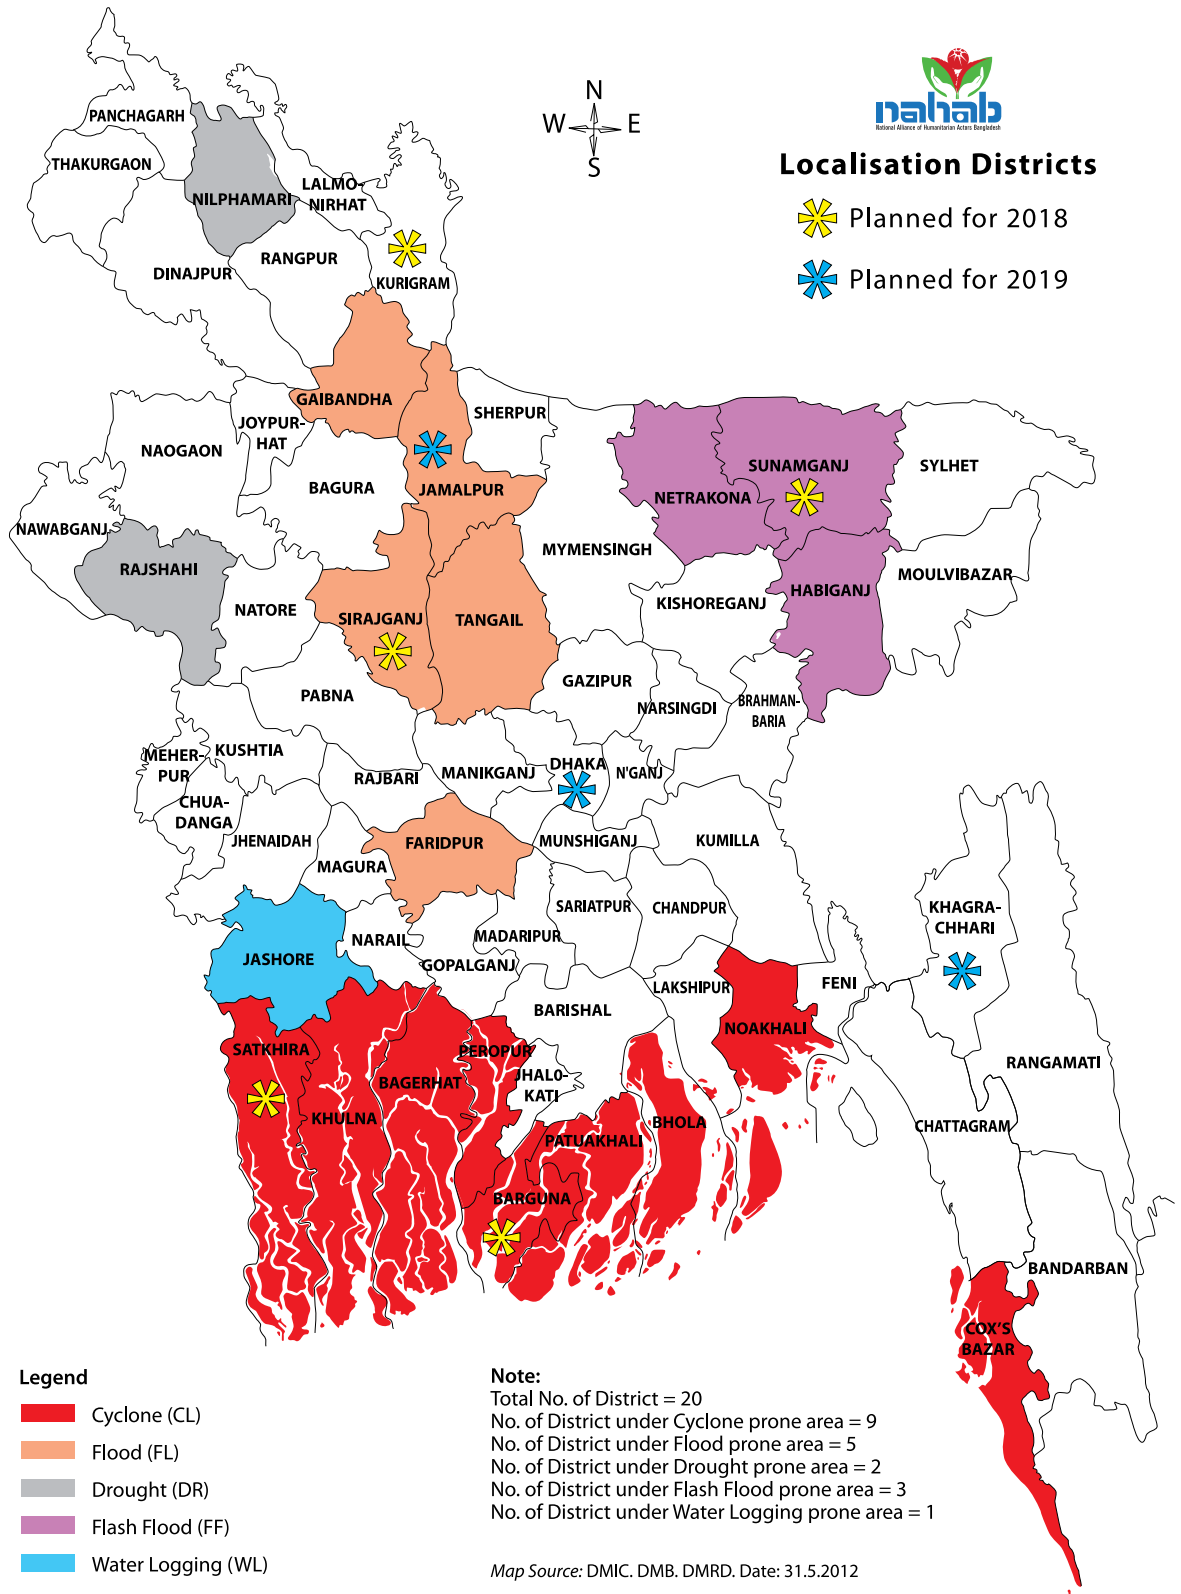 nahab
National Alliance of Humanitarian Actors Bangladesh
Localisation Districts
Planned for 2018
Planned for 2019
N
W
E
S
PANCHAGARH
THAKURGAON
NILPHAMARI
LALMO-
NIRHAT
DINAJPUR
RANGPUR
KURIGRAM
GAIBANDHA
JOYPUR-
HAT
SHERPUR
NAOGAON
BAGURA
JAMALPUR
NETRAKONA
SUNAMGANJ
SYLHET
NAWABGANJ
RAJSHAHI
MYMENSINGH
HABIGANJ
MOULVIBAZAR
NATORE
SIRAJGANJ
TANGAIL
KISHOREGANJ
PABNA
GAZIPUR
NARSINGDI
BRAHMAN-
BARIA
MEHER-
PUR
KUSHTIA
RAJBARI
MANIKGANJ
DHAKA
N'GANJ
CHUA-
DANGA
JHENAIDAH
MAGURA
FARIDPUR
MUNSHIGANJ
KUMILLA
SARIATPUR
CHANDPUR
KHAGRA-
CHHARI
JASHORE
NARAIL
MADARIPUR
GOPALGANJ
LAKSHIPUR
FENI
BARISHAL
NOAKHALI
SATKHIRA
PEROPUR
RANGAMATI
BAGERHAT
JHALO-
KATI
KHULNA
BHOLA
PATUAKHALI
CHATTAGRAM
BARGUNA
BANDARBAN
COX'S
BAZAR
Legend
Cyclone (CL)
Flood (FL)
Drought (DR)
Flash Flood (FF)
Water Logging (WL)
Note:
Total No. of District = 20
No. of District under Cyclone prone area = 9
No. of District under Flood prone area = 5
No. of District under Drought prone area = 2
No. of District under Flash Flood prone area = 3
No. of District under Water Logging prone area = 1
Map Source: DMIC. DMB. DMRD. Date: 31.5.2012